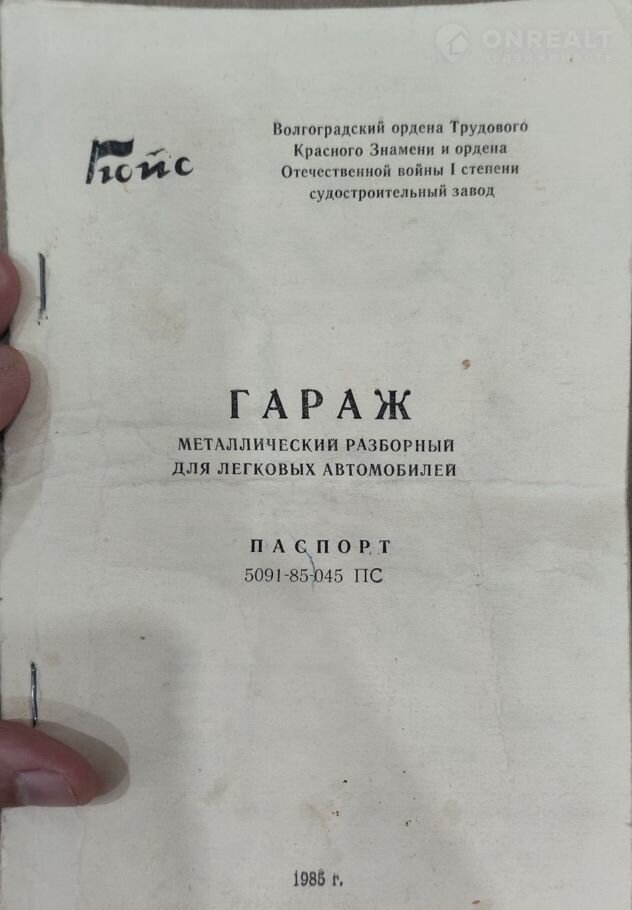 ONREALT
НЕДВИЖИМОСТЬ
Волгоградский ордена Трудового
Красного Знамени и ордена
Отечественной войны I степени
судостроительный завод
ГАРАЖ
МЕТАЛЛИЧЕСКИЙ РАЗБОРНЫЙ
ДЛЯ ЛЕГКОВЫХ АВТОМОБИЛЕЙ
ПАСПОРТ
5091-85-045 ПС
1985 г.